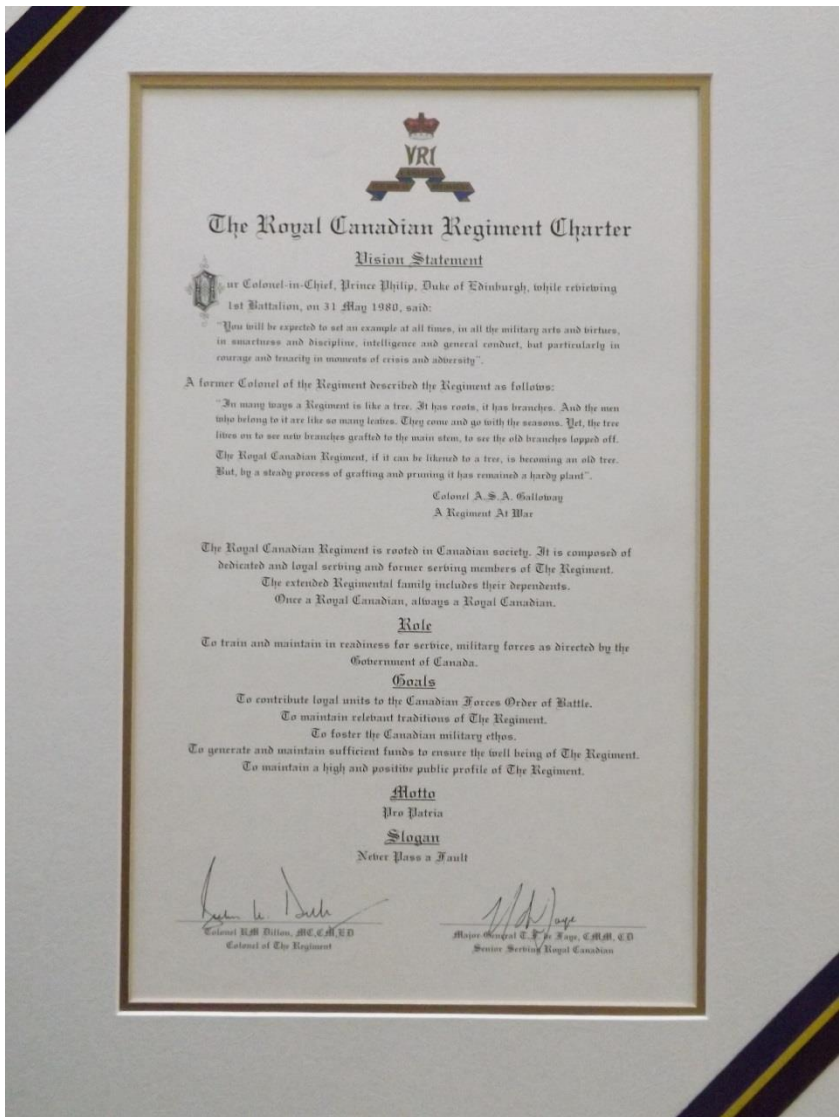 VRI
The Royal Canadian Regiment Charter
Vision Statement
Our Colonel-in-Chief, Prince Philip, Duke of Edinburgh, while reviewing
1st Battalion, on 31 May 1980, said:
"You will be expected to set an example at all times, in all the military arts and virtues,
in smartness and discipline, intelligence and general conduct, but particularly in
courage and tenacity in moments of crisis and adversity".
A former Colonel of the Regiment described the Regiment as follows:
"In many ways a Regiment is like a tree. It has roots, it has branches. And the men
who belong to it are like so many leaves. They come and go with the seasons. Yet, the tree
lives on to see new branches grafted to the main stem, to see the old branches lopped off.
The Royal Canadian Regiment, if it can be likened to a tree, is becoming an old tree.
But, by a steady process of grafting and pruning it has remained a hardy plant".
Colonel A.S.A. Galloway
A Regiment At War
The Royal Canadian Regiment is rooted in Canadian society. It is composed of
dedicated and loyal serving and former serving members of The Regiment.
The extended Regimental family includes their dependents.
Once a Royal Canadian, always a Royal Canadian.
Role
To train and maintain in readiness for service, military forces as directed by the
Government of Canada.
Goals
To contribute loyal units to the Canadian Forces Order of Battle.
To maintain relevant traditions of The Regiment.
To foster the Canadian military ethos.
To generate and maintain sufficient funds to ensure the well being of The Regiment.
To maintain a high and positive public profile of The Regiment.
Motto
Pro Patria
Slogan
Never Pass a Fault
Colonel RM Dillon, MC,CM,ED
Colonel of The Regiment
Major-General T.F. de Faye, CMM, CD
Senior Serving Royal Canadian